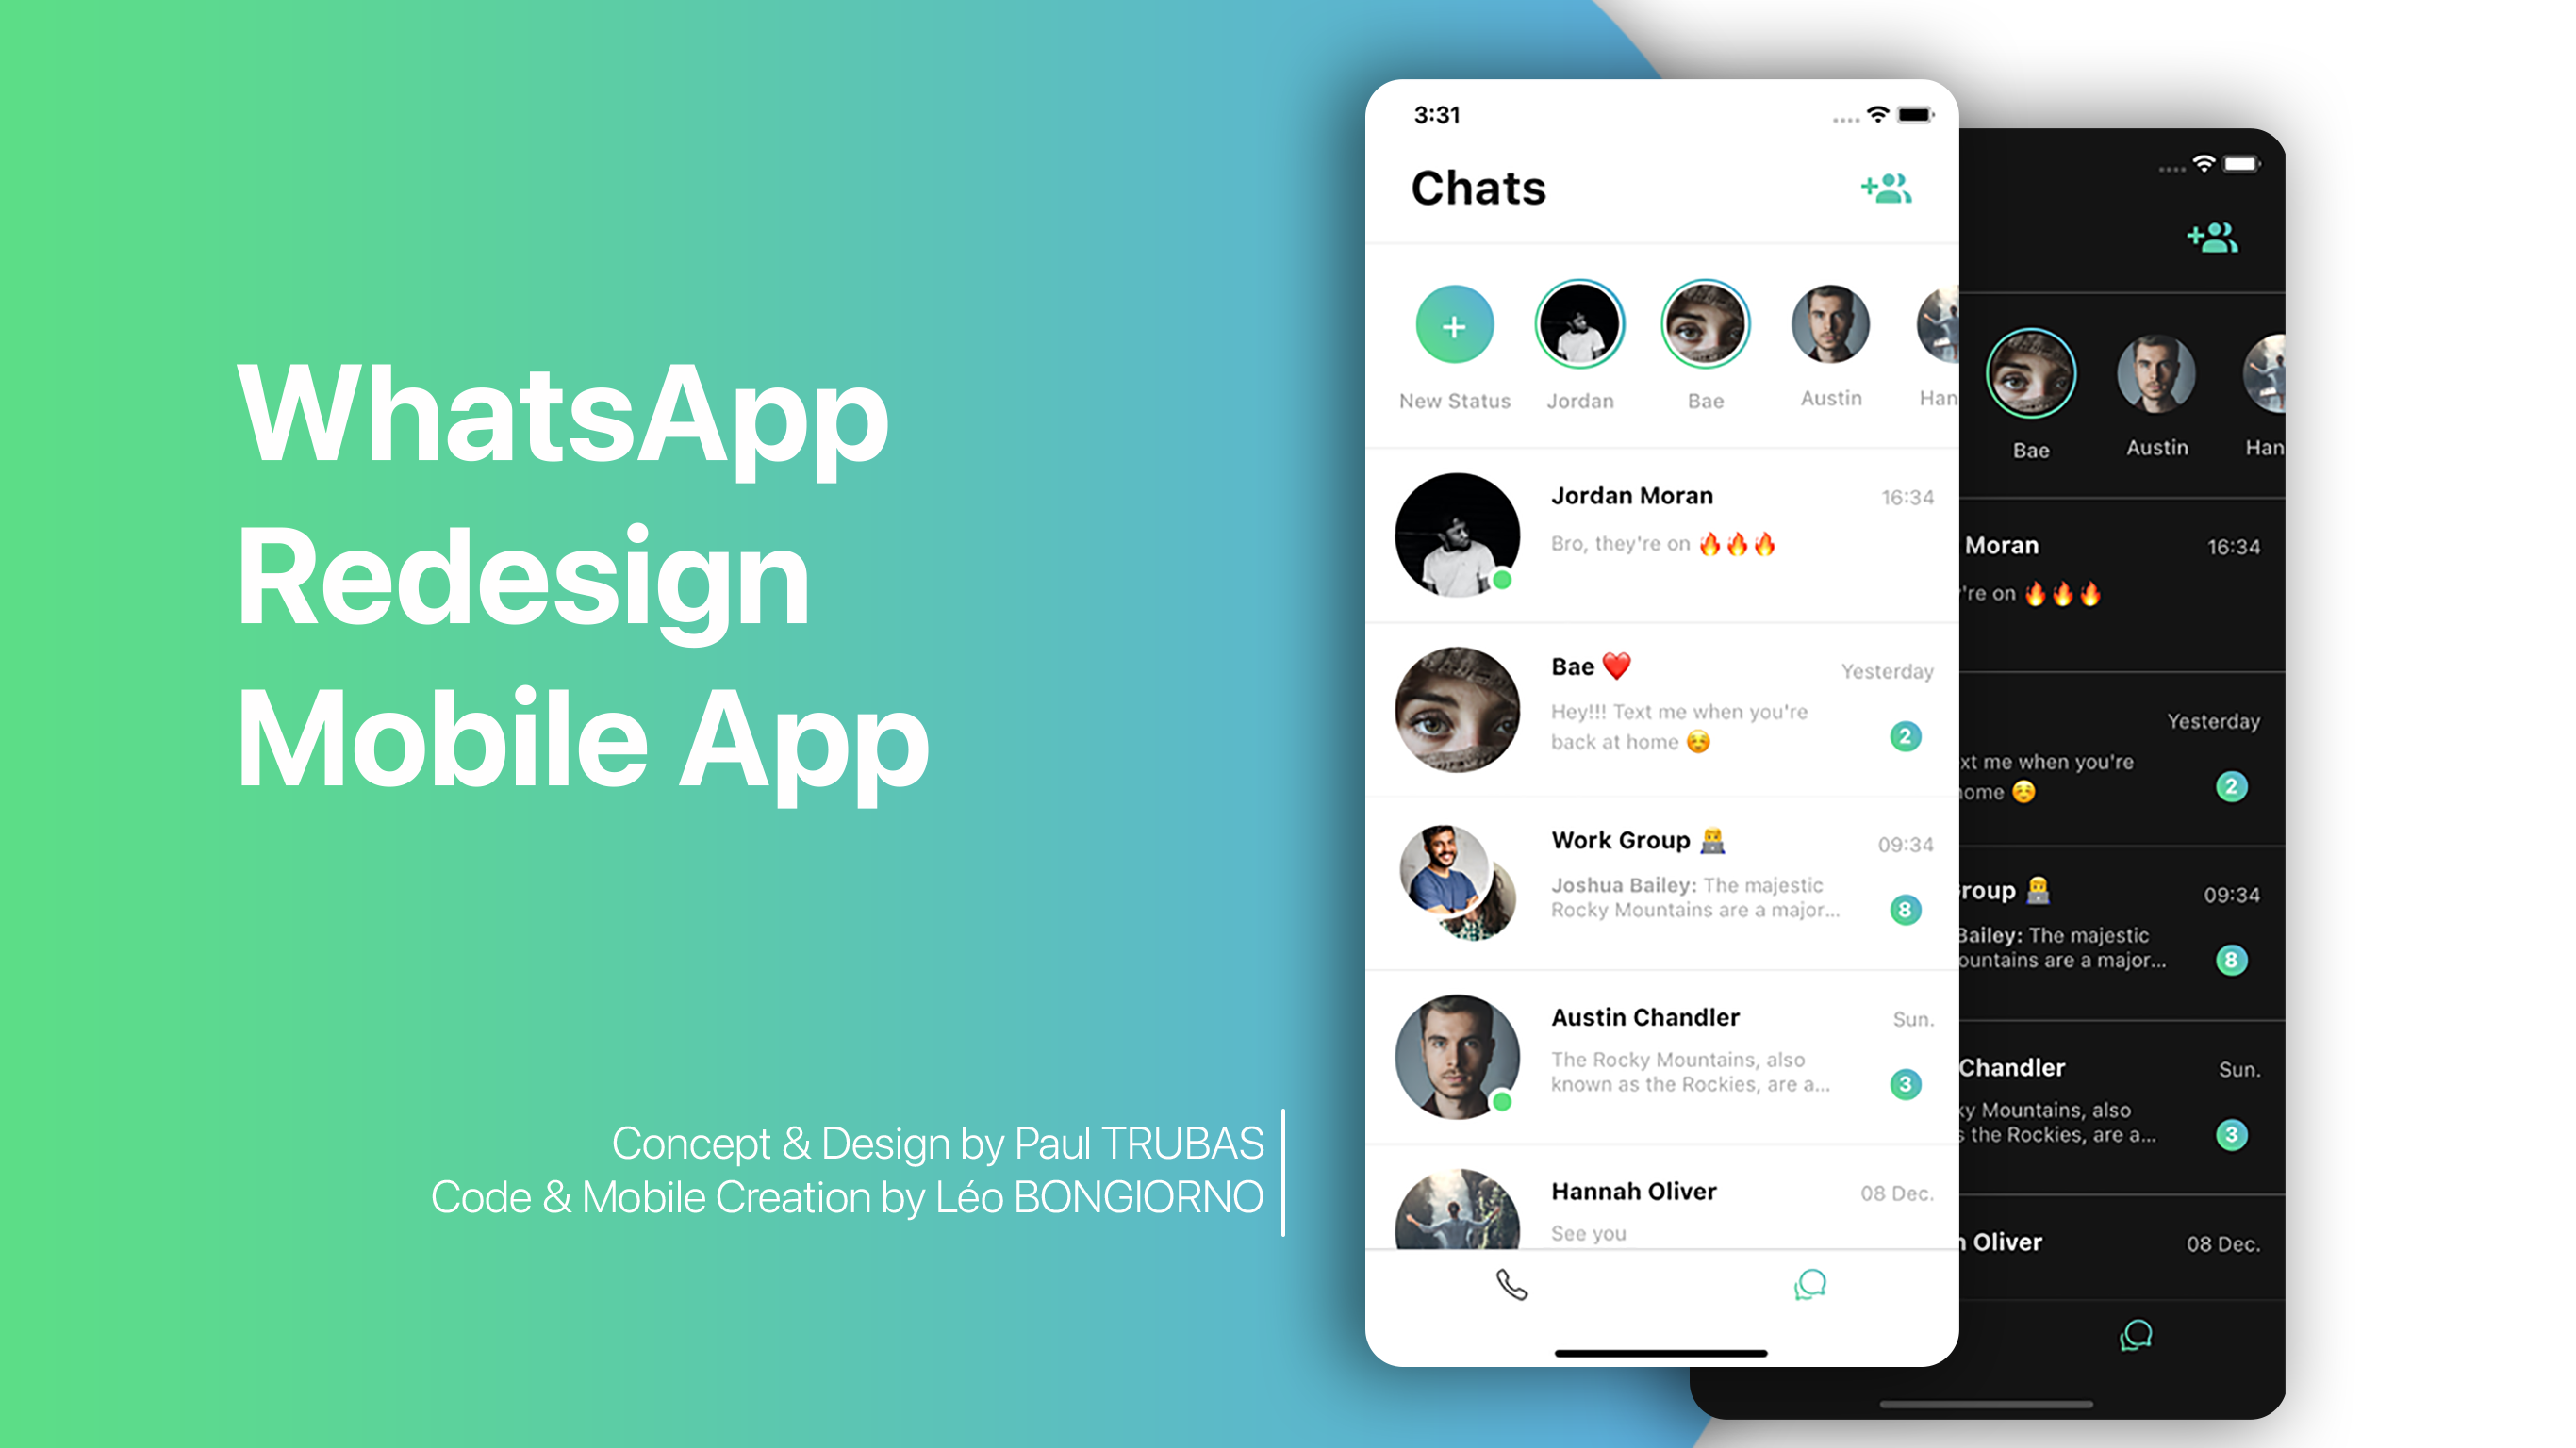 WhatsApp
Redesign
Mobile App
Concept & Design by Paul TRUBAS
Code & Mobile Creation by Léo BONGIORNO
3:31
Chats
New Status
Jordan
Bae
Austin
Han
Jordan Moran
16:34
Bro, they're on 🔥🔥🔥
Bae ❤️
Yesterday
Hey!!! Text me when you're
back at home ☺️
2
Work Group 👨‍💻
09:34
Joshua Bailey: The majestic
Rocky Mountains are a major...
8
Austin Chandler
Sun.
The Rocky Mountains, also
known as the Rockies, are a...
3
Hannah Oliver
08 Dec.
See you
Bae
Austin
Han
Moran
16:34
're on 🔥🔥🔥
Yesterday
xt me when you're
ome ☺️
2
roup 👨‍💻
09:34
Bailey: The majestic
ountains are a major...
8
Chandler
Sun.
ky Mountains, also
s the Rockies, are a...
3
h Oliver
08 Dec.